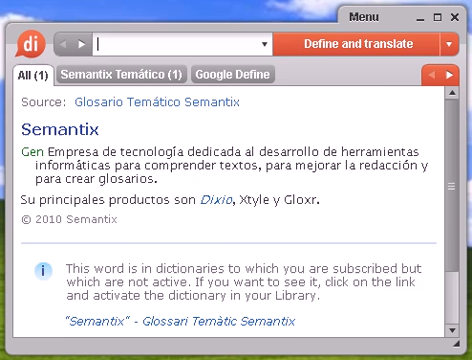 Menu
di
Define and translate
All (1) Semantix Temático (1) Google Define
Source: Glosario Temático Semantix
Semantix
Gen Empresa de tecnología dedicada al desarrollo de herramientas
informáticas para comprender textos, para mejorar la redacción y
para crear glosarios.
Su principales productos son Dixio, Xtyle y Gloxr.
© 2010 Semantix
i
This word is in dictionaries to which you are subscribed but
which are not active. If you want to see it, click on the link
and activate the dictionary in your Library.
"Semantix" - Glossari Temàtic Semantix